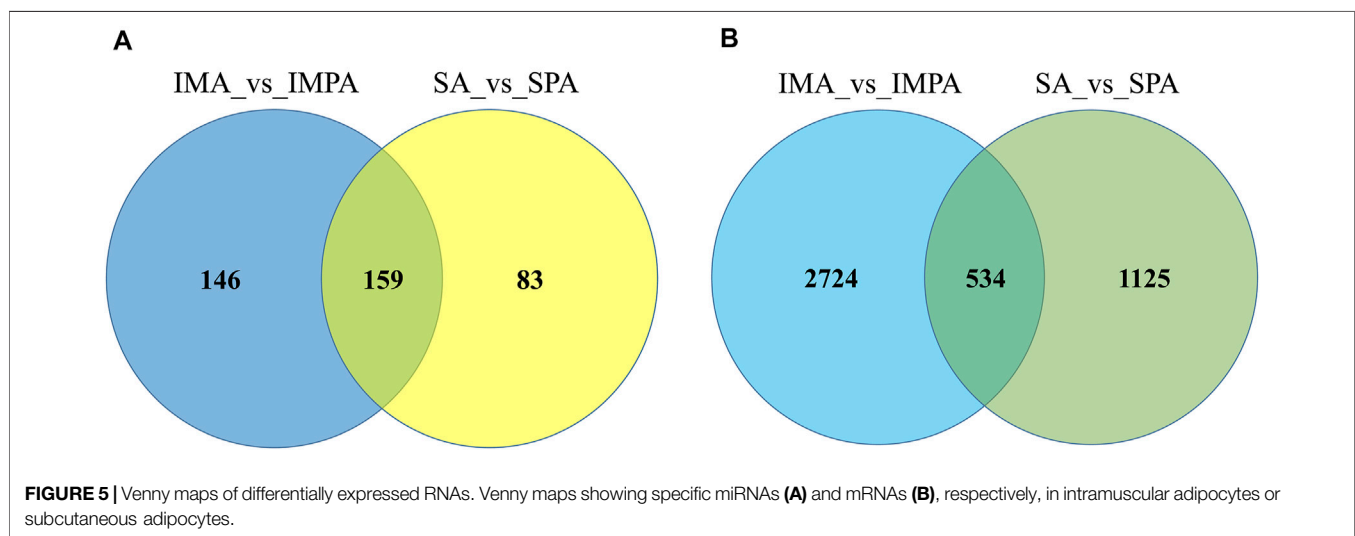 A
B
IMA_vs_IMPA
SA_vs_SPA
IMA_vs_IMPA
SA_vs_SPA
146
159
83
2724
534
1125
FIGURE 5 | Venny maps of differentially expressed RNAs. Venny maps showing specific miRNAs (A) and mRNAs (B), respectively, in intramuscular adipocytes or
subcutaneous adipocytes.